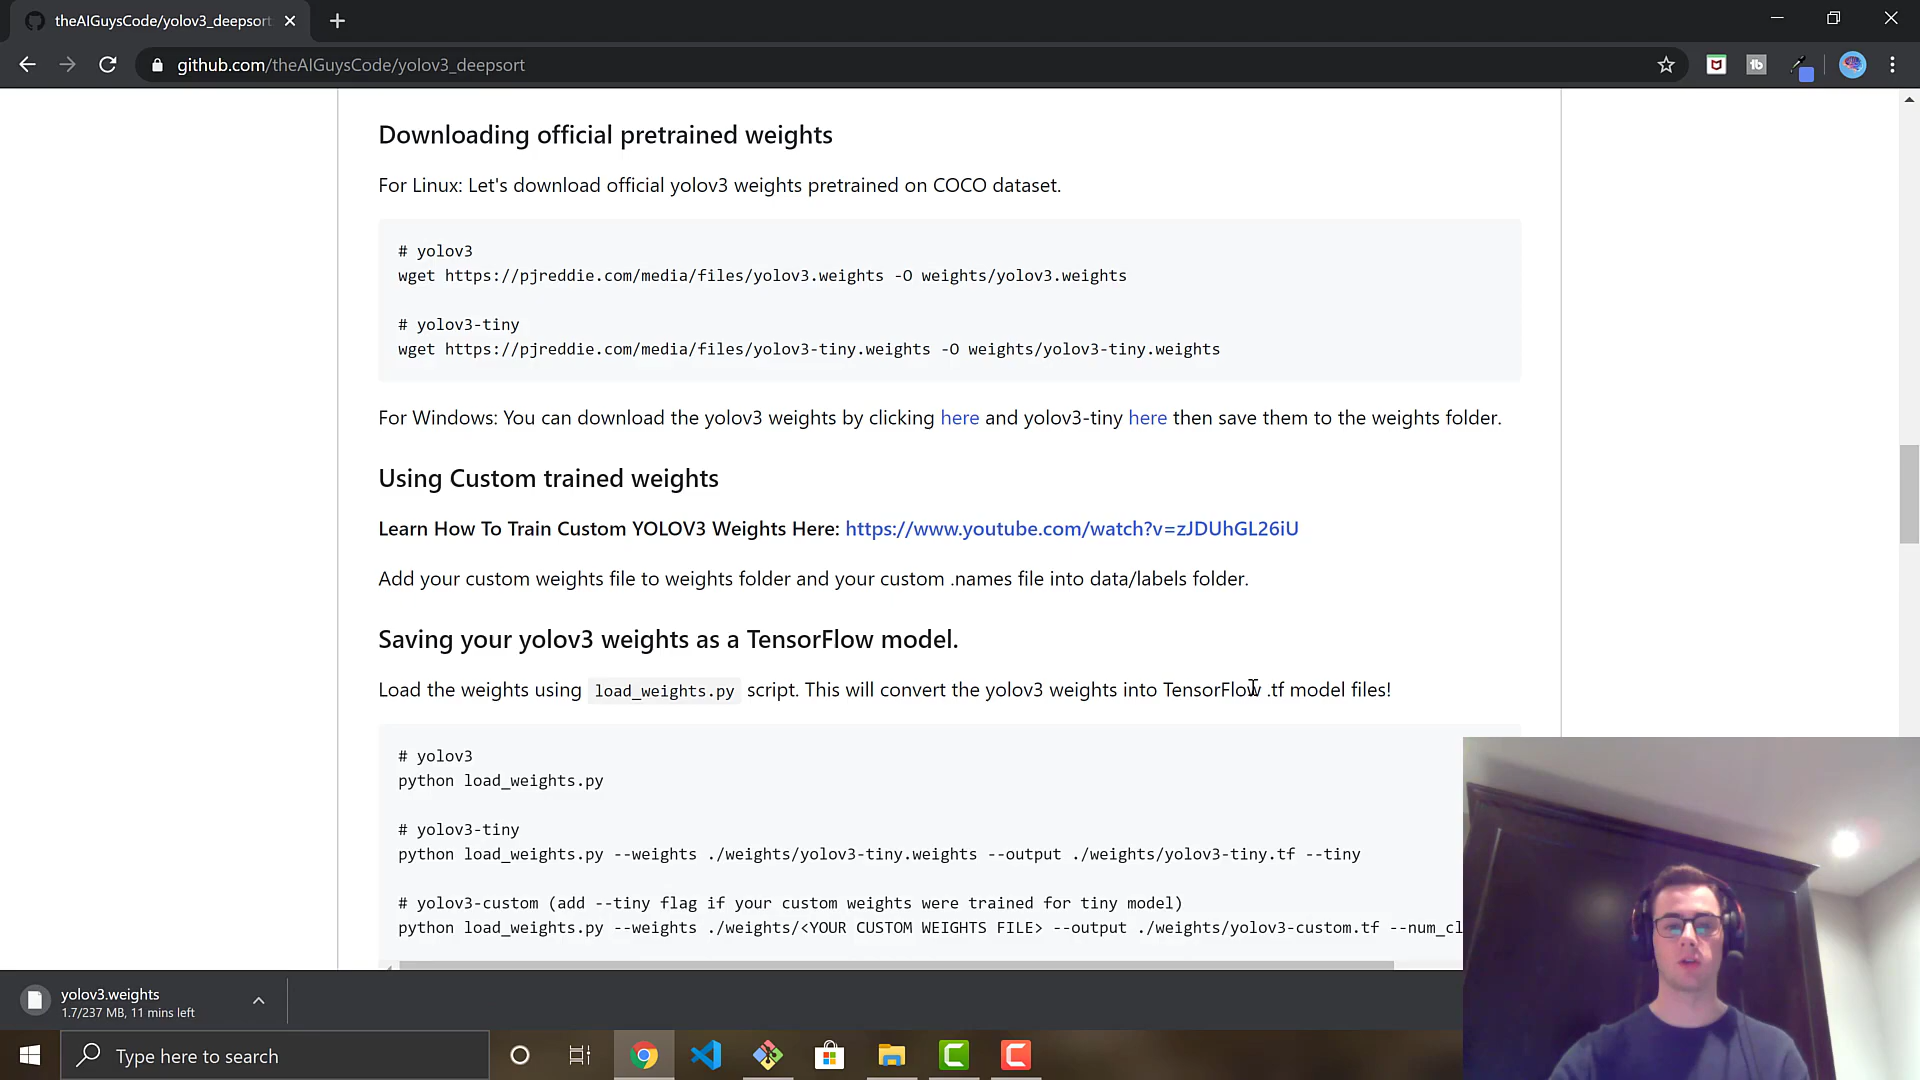 theAIGuysCode/yolov3_deepsort
github.com/theAIGuysCode/yolov3_deepsort
Downloading official pretrained weights
For Linux: Let's download official yolov3 weights pretrained on COCO dataset.
# yolov3
wget https://pjreddie.com/media/files/yolov3.weights -O weights/yolov3.weights
# yolov3-tiny
wget https://pjreddie.com/media/files/yolov3-tiny.weights -O weights/yolov3-tiny.weights
For Windows: You can download the yolov3 weights by clicking here and yolov3-tiny here then save them to the weights folder.
Using Custom trained weights
Learn How To Train Custom YOLOV3 Weights Here: https://www.youtube.com/watch?v=zJDUhGL26iU
Add your custom weights file to weights folder and your custom .names file into data/labels folder.
Saving your yolov3 weights as a TensorFlow model.
Load the weights using load_weights.py script. This will convert the yolov3 weights into TensorFlow .tf model files!
# yolov3
python load_weights.py
# yolov3-tiny
python load_weights.py --weights ./weights/yolov3-tiny.weights --output ./weights/yolov3-tiny.tf --tiny
# yolov3-custom (add --tiny flag if your custom weights were trained for tiny model)
python load_weights.py --weights ./weights/<YOUR CUSTOM WEIGHTS FILE> --output ./weights/yolov3-custom.tf --num_cl
yolov3.weights
1.7/237 MB, 11 mins left
Type here to search